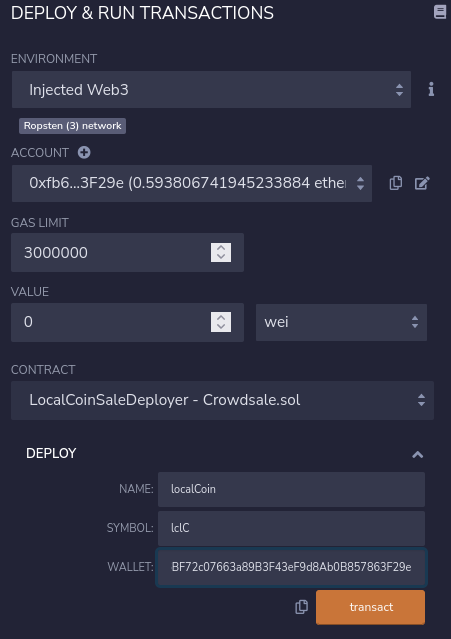 DEPLOY & RUN TRANSACTIONS
ENVIRONMENT
Injected Web3
i
Ropsten (3) network
ACCOUNT
0xfb6...3F29e (0.593806741945233884 ether
GAS LIMIT
3000000
VALUE
0 wei
CONTRACT
LocalCoinSaleDeployer - Crowdsale.sol
DEPLOY
NAME: localCoin
SYMBOL: lclC
WALLET: BF72c07663a89B3F43eF9d8Ab0B857863F29e
transact